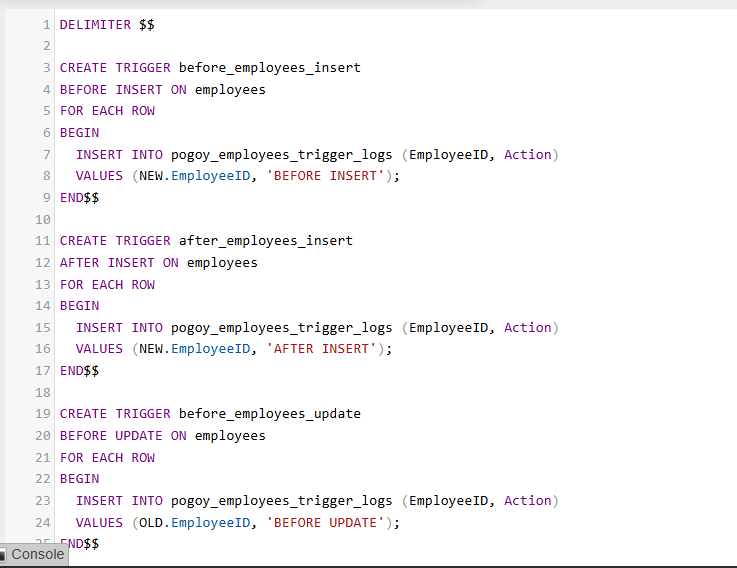 1 DELIMITER $$
2
3 CREATE TRIGGER before_employees_insert
4 BEFORE INSERT ON employees
5 FOR EACH ROW
6 BEGIN
7   INSERT INTO pogoy_employees_trigger_logs (EmployeeID, Action)
8   VALUES (NEW.EmployeeID, 'BEFORE INSERT');
9 END$$
10
11 CREATE TRIGGER after_employees_insert
12 AFTER INSERT ON employees
13 FOR EACH ROW
14 BEGIN
15   INSERT INTO pogoy_employees_trigger_logs (EmployeeID, Action)
16   VALUES (NEW.EmployeeID, 'AFTER INSERT');
17 END$$
18
19 CREATE TRIGGER before_employees_update
20 BEFORE UPDATE ON employees
21 FOR EACH ROW
22 BEGIN
23   INSERT INTO pogoy_employees_trigger_logs (EmployeeID, Action)
24   VALUES (OLD.EmployeeID, 'BEFORE UPDATE');
25 END$$
Console